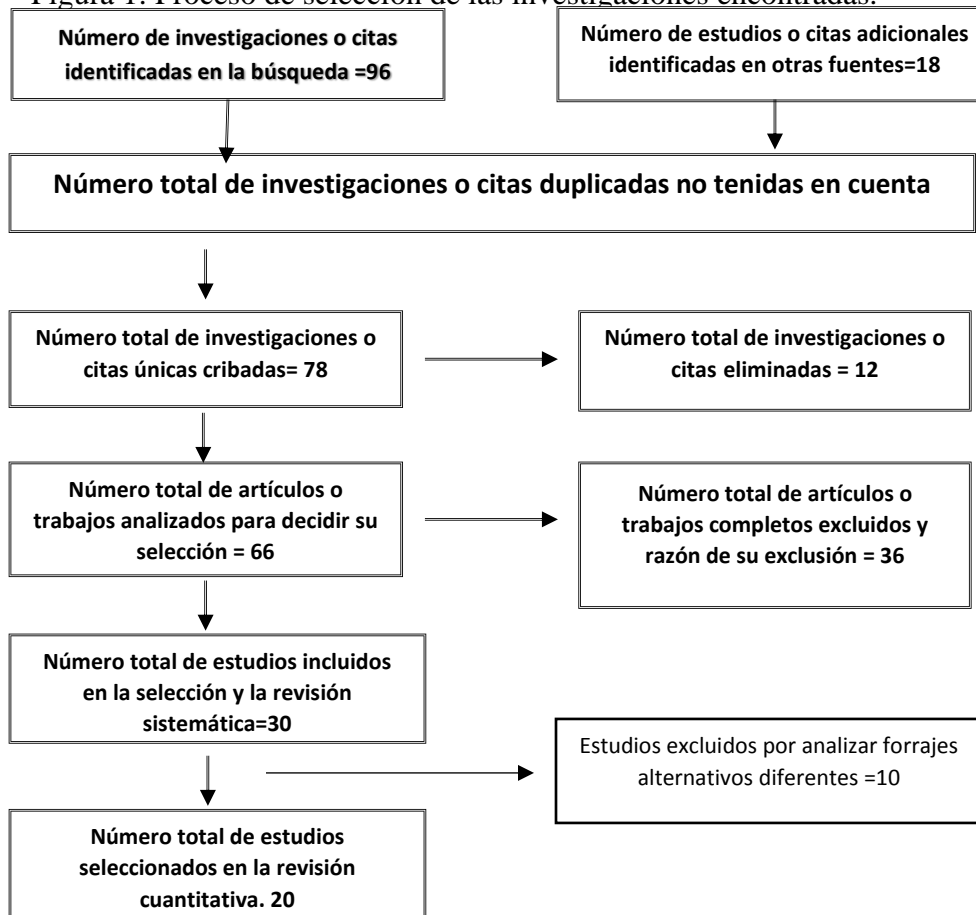 Figura 1. Proceso de selección de las investigaciones encontradas.
Número de investigaciones o citas
identificadas en la búsqueda =96
Número de estudios o citas adicionales
identificadas en otras fuentes=18
Número total de investigaciones o citas duplicadas no tenidas en cuenta
Número total de investigaciones o
citas únicas cribadas= 78
Número total de investigaciones o
citas eliminadas = 12
Número total de artículos o
trabajos analizados para decidir su
selección = 66
Número total de artículos o
trabajos completos excluidos y
razón de su exclusión = 36
Número total de estudios incluidos
en la selección y la revisión
sistemática=30
Estudios excluidos por analizar forrajes
alternativos diferentes =10
Número total de estudios
seleccionados en la revisión
cuantitativa. 20